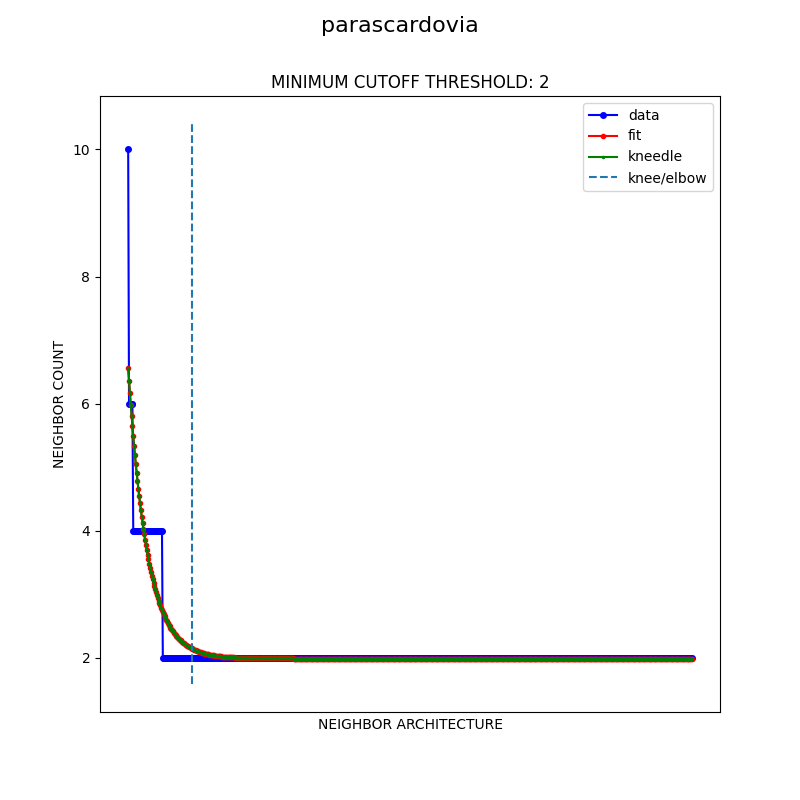 parascardovia
MINIMUM CUTOFF THRESHOLD: 2
data
fit
kneedle
knee/elbow
10
8
6
4
2
NEIGHBOR COUNT
NEIGHBOR ARCHITECTURE